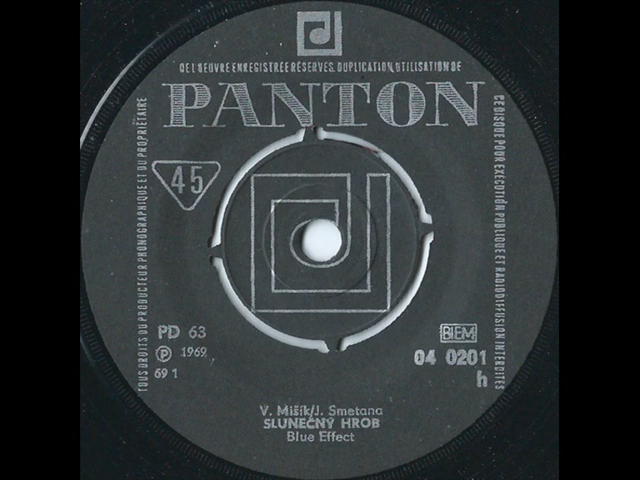 DE L'OEUVRE ENREGISTRÉE RÉSERVÉS. DUPLICATION, UTILISATION DE
PANTON
TOUS DROITS DU PRODUCTEUR PHONOGRAPHIQUE ET DU PROPRIÉTAIRE
CE DISQUE POUR EXÉCUTION PUBLIQUE ET RADIODIFFUSION INTERDITES
45
PD 63
℗ 1969
69 1
BIEM
04 0201
h
V. Mišík/J. Smetana
SLUNEČNÝ HROB
Blue Effect